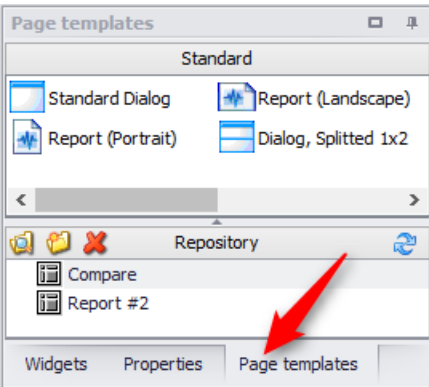 Page templates
Standard
Standard Dialog
Report (Landscape)
Report (Portrait)
Dialog, Splitted 1x2
Repository
Compare
Report #2
Widgets
Properties
Page templates